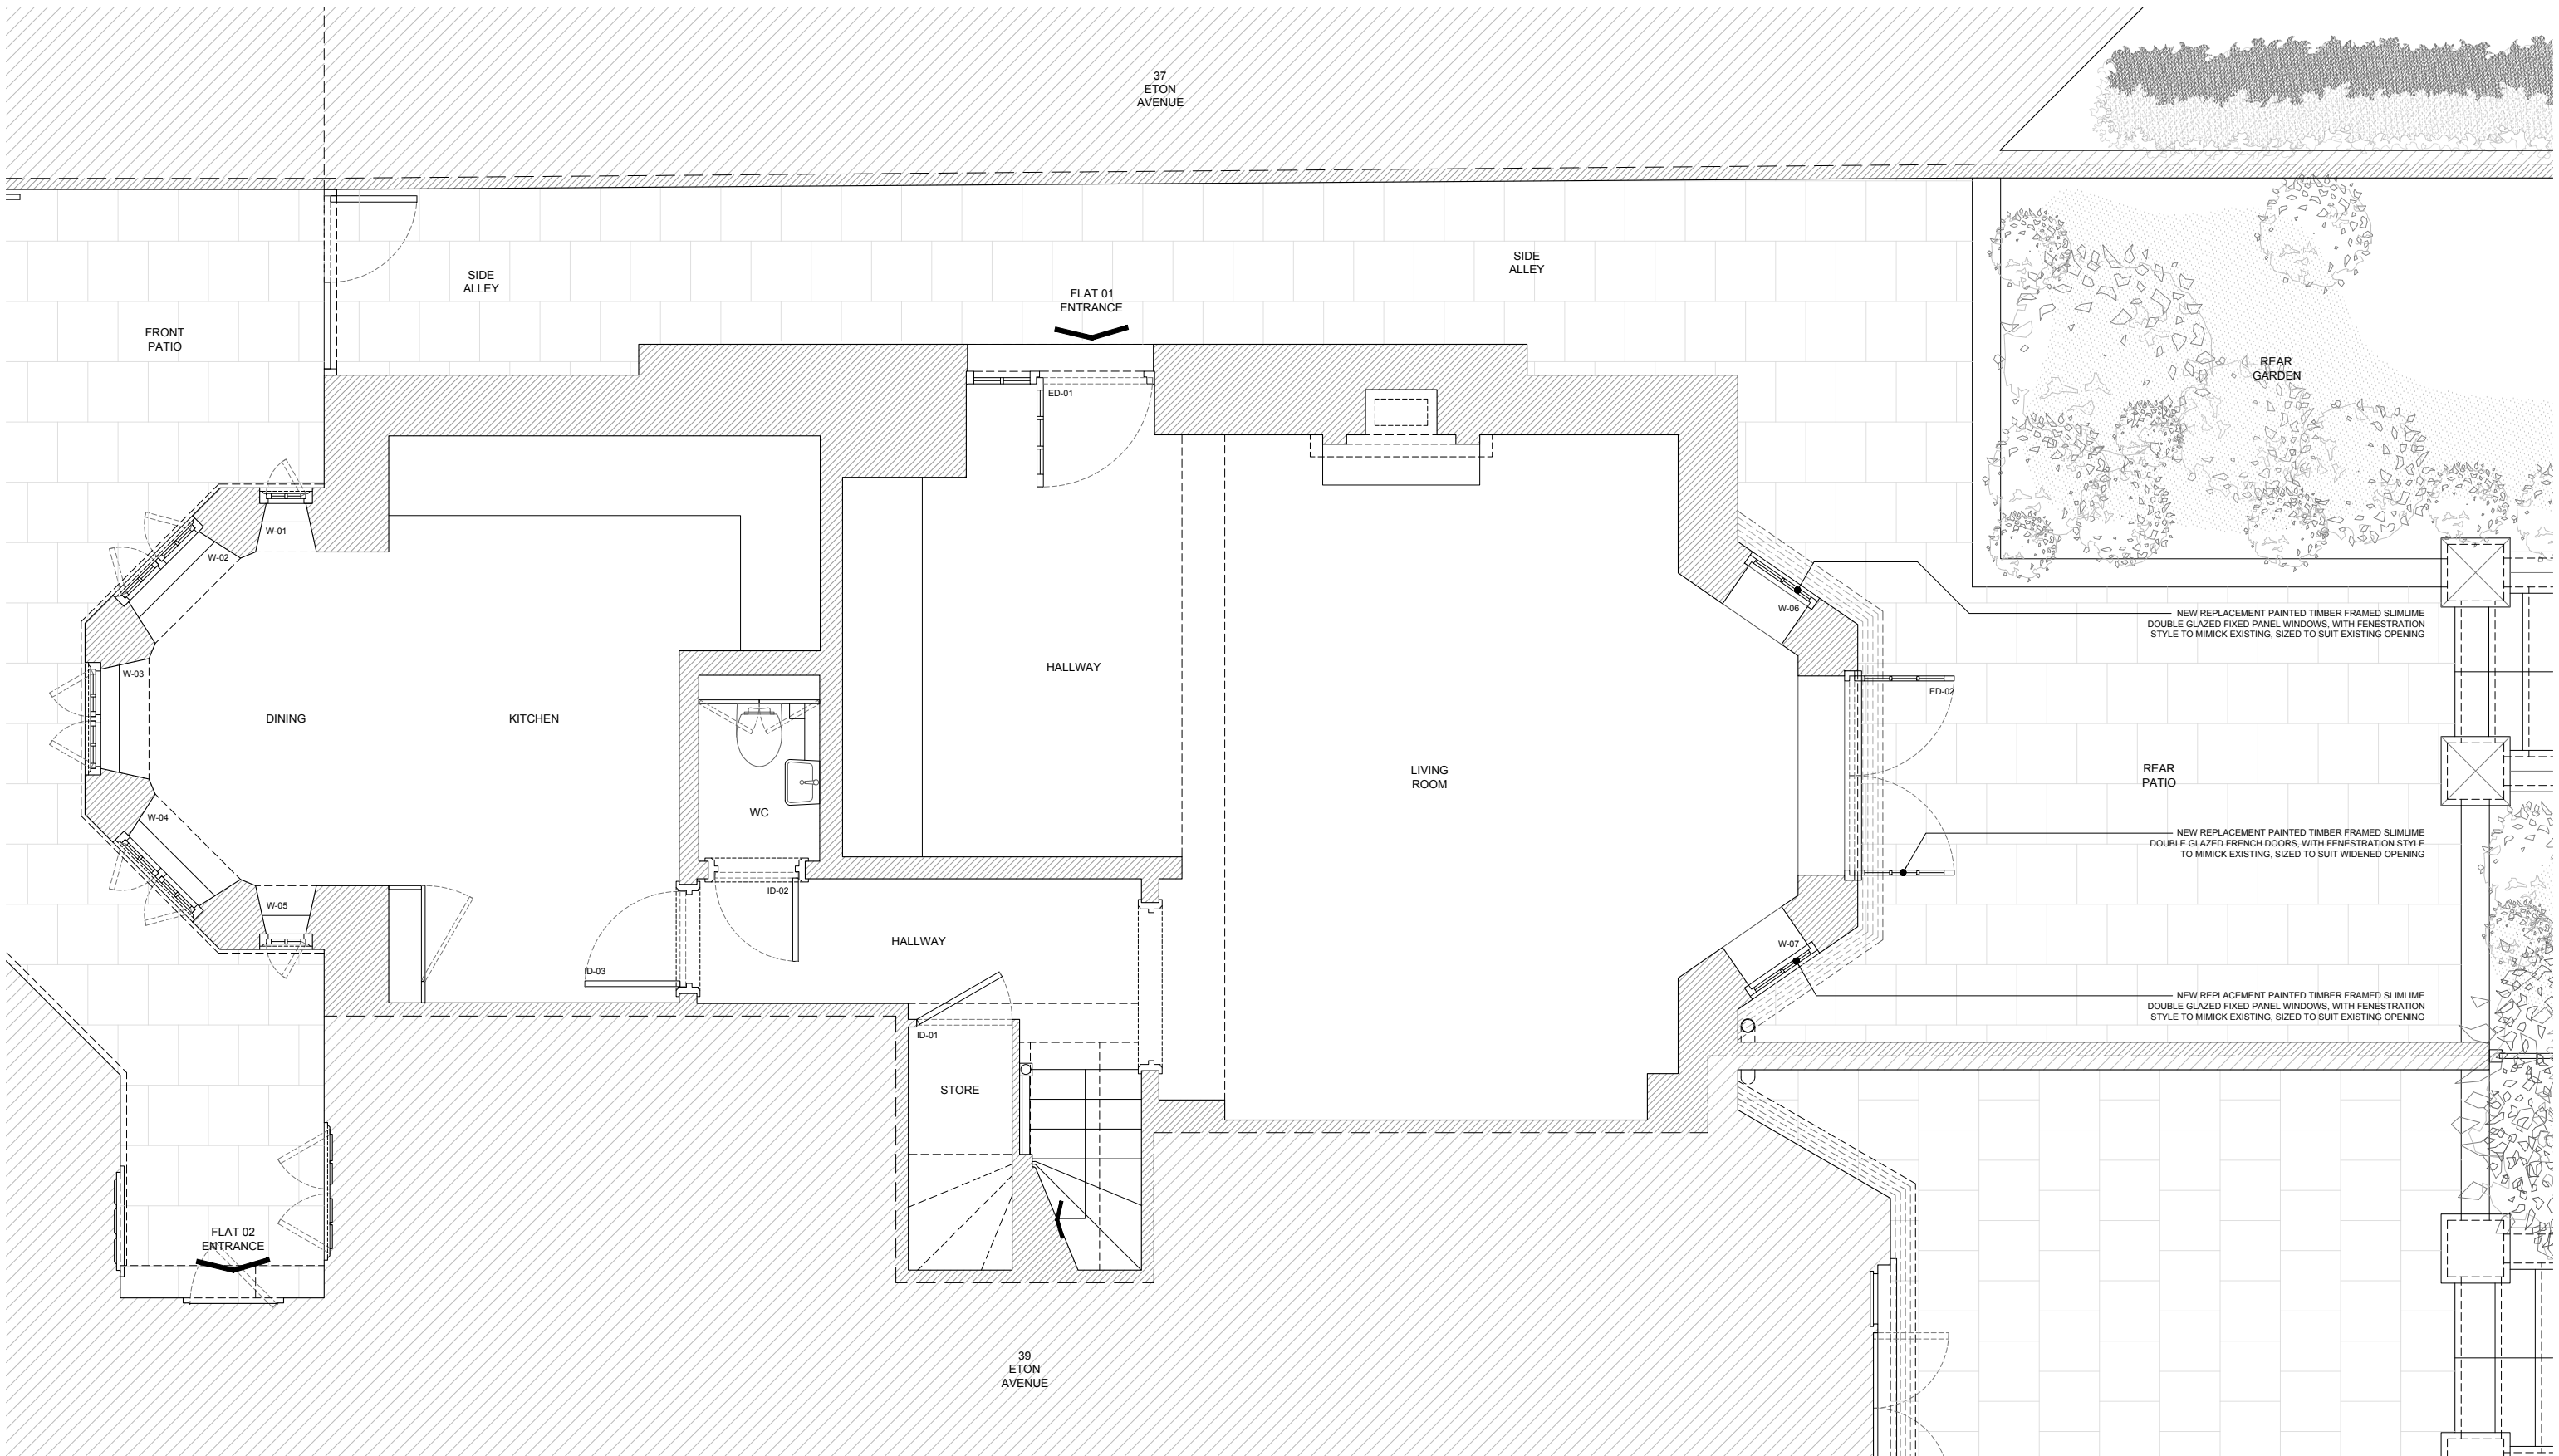 37
ETON
AVENUE
SIDE
ALLEY
SIDE
ALLEY
FLAT 01
ENTRANCE
FRONT
PATIO
REAR
GARDEN
ED-01
W-01
W-02
W-06
NEW REPLACEMENT PAINTED TIMBER FRAMED SLIMLIME
DOUBLE GLAZED FIXED PANEL WINDOWS, WITH FENESTRATION
STYLE TO MIMICK EXISTING, SIZED TO SUIT EXISTING OPENING
W-03
HALLWAY
ED-02
DINING
KITCHEN
LIVING
ROOM
REAR
PATIO
WC
W-04
NEW REPLACEMENT PAINTED TIMBER FRAMED SLIMLIME
DOUBLE GLAZED FRENCH DOORS, WITH FENESTRATION STYLE
TO MIMICK EXISTING, SIZED TO SUIT WIDENED OPENING
ID-02
W-05
HALLWAY
W-07
ID-03
NEW REPLACEMENT PAINTED TIMBER FRAMED SLIMLIME
DOUBLE GLAZED FIXED PANEL WINDOWS, WITH FENESTRATION
STYLE TO MIMICK EXISTING, SIZED TO SUIT EXISTING OPENING
ID-01
STORE
FLAT 02
ENTRANCE
39
ETON
AVENUE